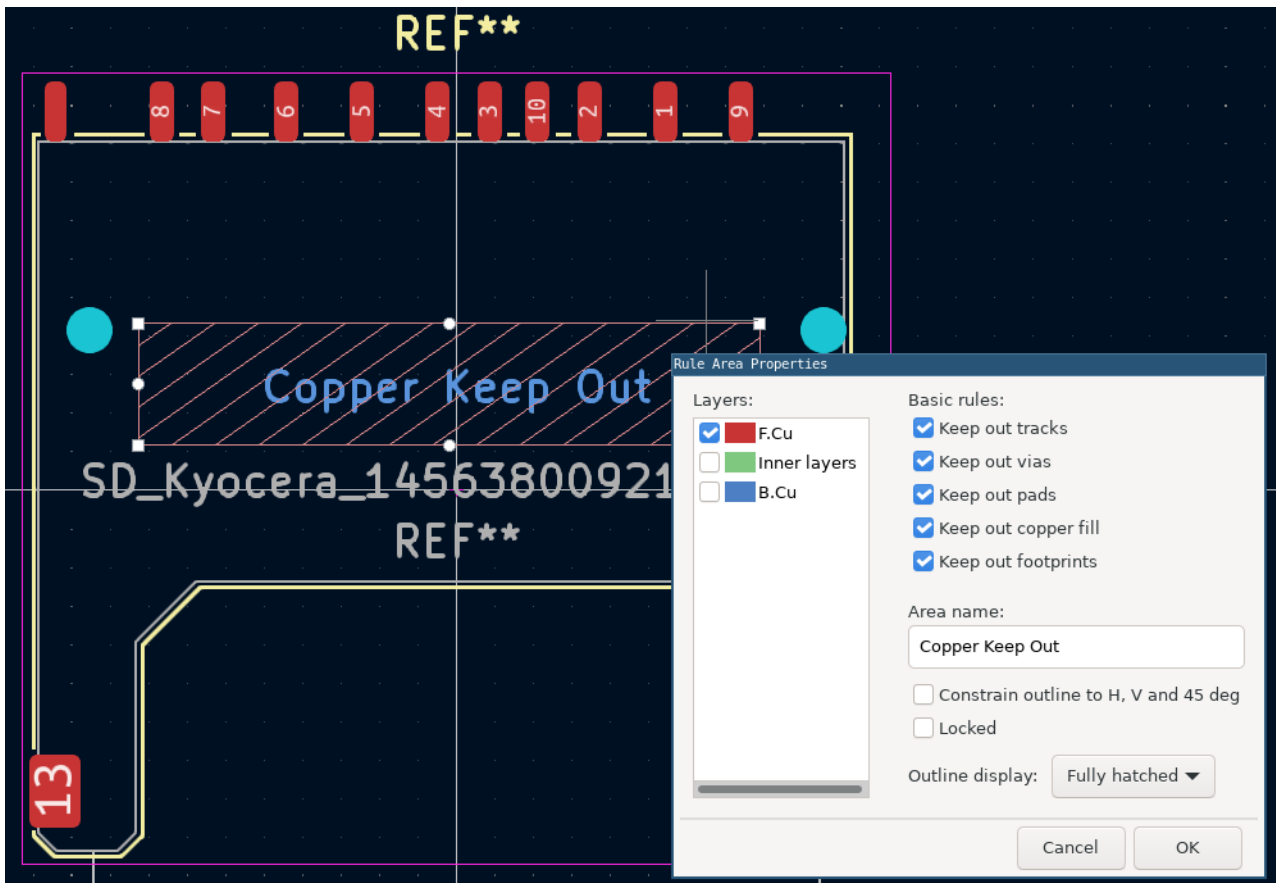 REF**
8 7 6 5 4 3 10 2 1 9
Copper Keep Out
SD_Kyocera_14563800921
REF**
13
Rule Area Properties
Layers:
F.Cu
Inner layers
B.Cu
Basic rules:
Keep out tracks
Keep out vias
Keep out pads
Keep out copper fill
Keep out footprints
Area name:
Copper Keep Out
Constrain outline to H, V and 45 deg
Locked
Outline display: Fully hatched
Cancel OK